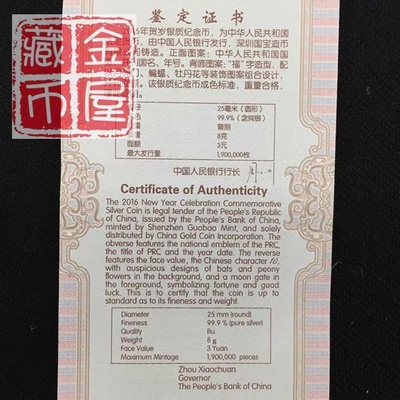 金屋
藏币
鉴定证书
2016年贺岁银质纪念币，为中华人民共和国
定货币，由中国人民银行发行，深圳国宝造币
和铸造。正面图案：中华人民共和国国
国名、年号。背面图案："福"字造型，配
门、蝙蝠、牡丹花等装饰图案组合设计，
该银质纪念币成色标准，重量合格，
25毫米（圆形）
99.9%（含纯银）
普制
8克
面额 3元
最大发行量 1,900,000枚
中国人民银行行长
Certificate of Authenticity
The 2016 New Year Celebration Commemorative
Silver Coin is legal tender of the People's Republic
of China, issued by the People's Bank of China,
minted by Shenzhen Guobao Mint, and solely
distributed by China Gold Coin Incorporation. The
obverse features the national emblem of the PRC,
the title of PRC and the year date. The reverse
features the face value, the Chinese character fú,
with auspicious designs of bats and peony
flowers in the background, and a moon gate in
the foreground, symbolizing fortune and good
luck. This is to certify that the coin is up to
standard as to its fineness and weight.
Diameter 25 mm (round)
Fineness 99.9 % (pure silver)
Quality Bu.
Weight 8 g
Face Value 3 Yuan
Maximum Mintage 1,900,000 pieces
Zhou Xiaochuan
Governor
The People's Bank of China